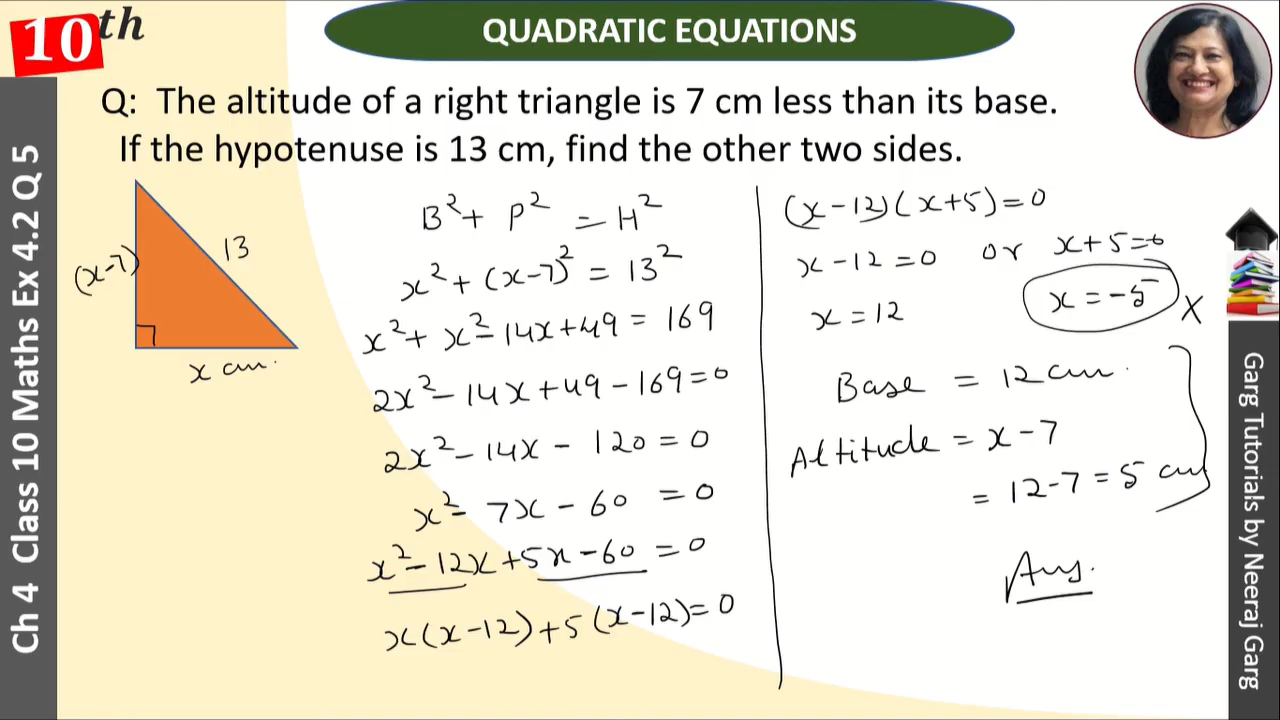 10th
QUADRATIC EQUATIONS
Q: The altitude of a right triangle is 7 cm less than its base.
If the hypotenuse is 13 cm, find the other two sides.
Ch 4 Class 10 Maths Ex 4.2 Q 5
(x-7)
13
x cm.
B² + P² = H²
x² + (x-7)² = 13²
x² + x² - 14x + 49 = 169
2x² - 14x + 49 - 169 = 0
2x² - 14x - 120 = 0
x² - 7x - 60 = 0
x² - 12x + 5x - 60 = 0
x(x-12) + 5(x-12) = 0
(x-12)(x+5) = 0
x - 12 = 0 or x + 5 = 0
x = 12 x = -5 X
Base = 12 cm.
Altitude = x - 7
= 12 - 7 = 5 cm
Ans.
Garg Tutorials by Neeraj Garg